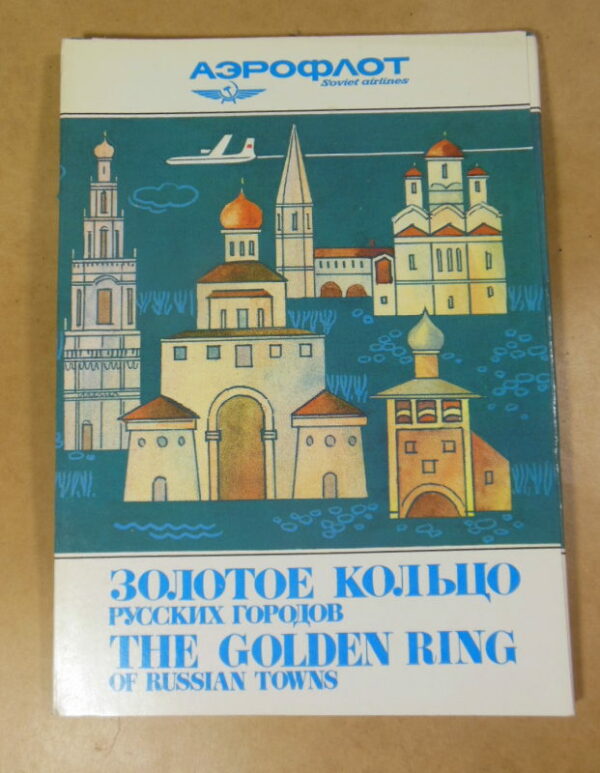 АЭРОФЛОТ
Soviet airlines
ЗОЛОТОЕ КОЛЬЦО
РУССКИХ ГОРОДОВ
THE GOLDEN RING
OF RUSSIAN TOWNS